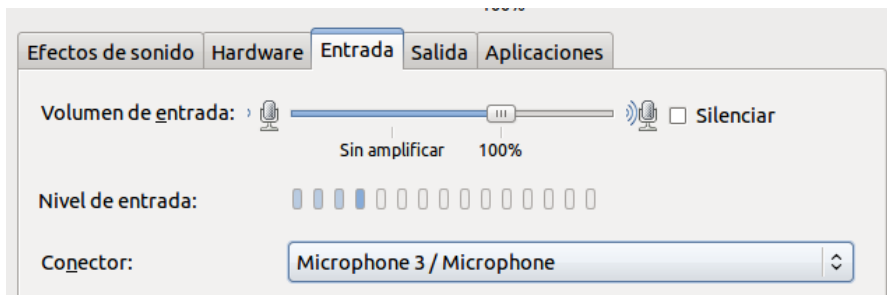 100%
Efectos de sonido Hardware Entrada Salida Aplicaciones
Volumen de entrada: Silenciar
Sin amplificar 100%
Nivel de entrada:
Conector: Microphone 3 / Microphone